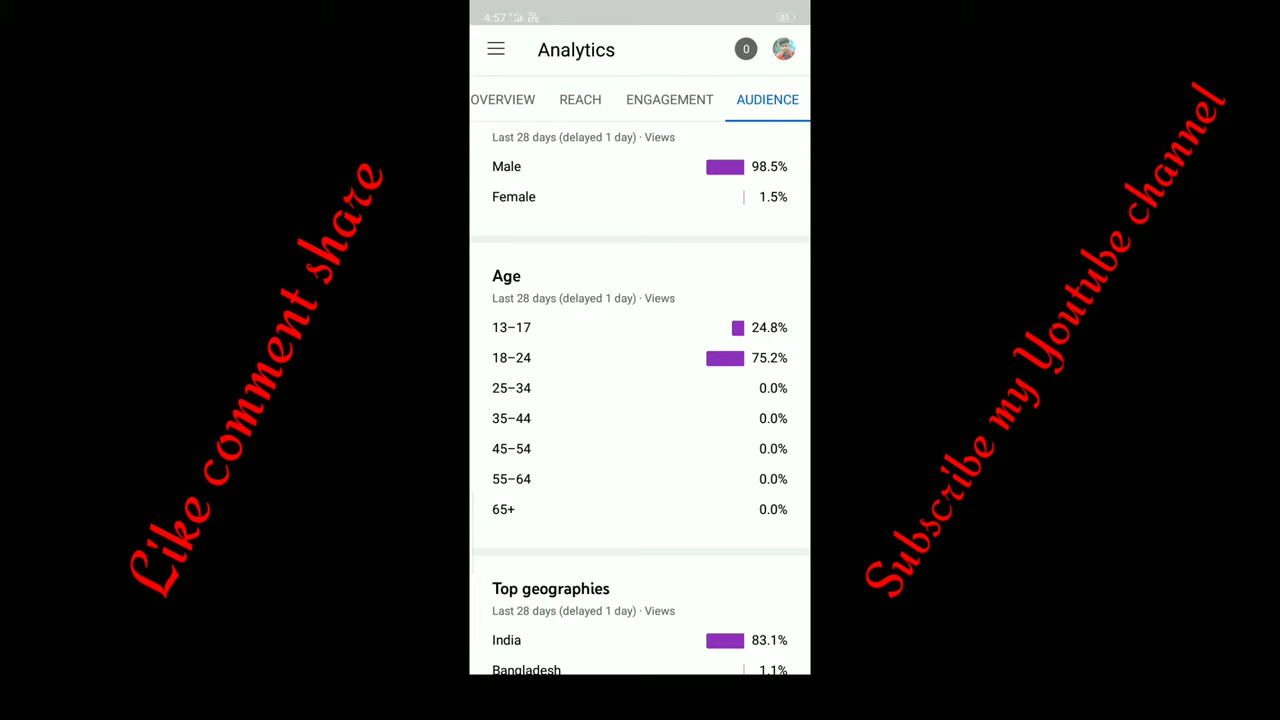 4:57
35
Analytics
0
OVERVIEW REACH ENGAGEMENT AUDIENCE
Last 28 days (delayed 1 day) · Views
Male 98.5%
Female 1.5%
Age
Last 28 days (delayed 1 day) · Views
13–17 24.8%
18–24 75.2%
25–34 0.0%
35–44 0.0%
45–54 0.0%
55–64 0.0%
65+ 0.0%
Top geographies
Last 28 days (delayed 1 day) · Views
India 83.1%
Bangladesh 1.1%
Like comment share
Subscribe my Youtube channel